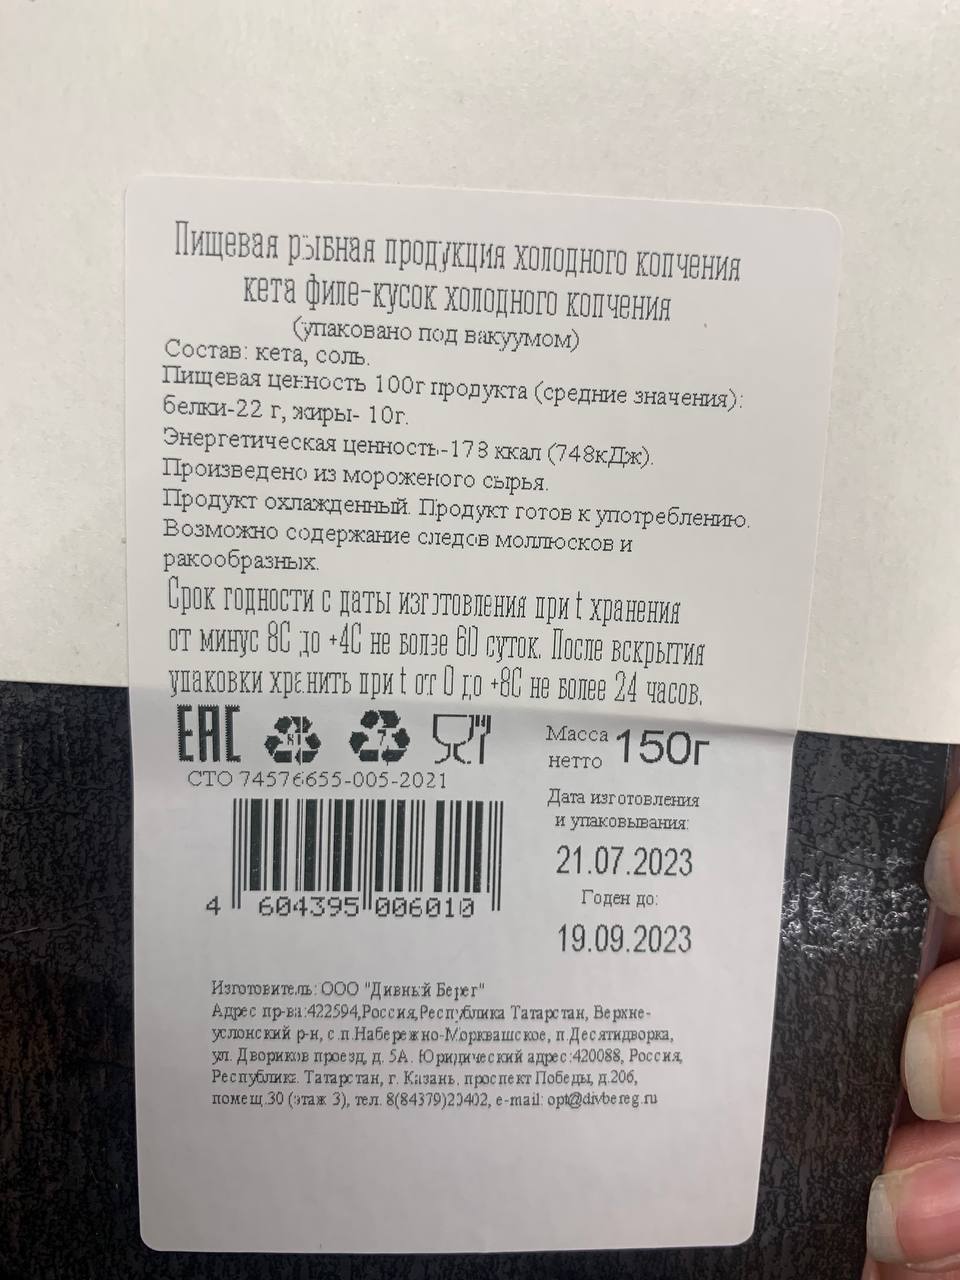 Пищевая рыбная продукция холодного копчения
кета филе-кусок холодного копчения
(упаковано под вакуумом)
Состав: кета, соль.
Пищевая ценность 100г продукта (средние значения):
белки-22 г, жиры- 10г.
Энергетическая ценность-178 ккал (748кДж).
Произведено из мороженого сырья.
Продукт охлажденный. Продукт готов к употреблению.
Возможно содержание следов моллюсков и
ракообразных.
Срок годности с даты изготовления при t хранения
от минус 8С до +4С не более 60 суток. После вскрытия
упаковки хранить при t от 0 до +8С не более 24 часов.
ЕАС 81 7
Масса
нетто 150г
СТО 74576655-005-2021
Дата изготовления
и упаковывания:
21.07.2023
Годен до:
19.09.2023
4 604395 006010
Изготовитель: ООО "Дивный Берег"
Адрес пр-ва:422594,Россия,Республика Татарстан, Верхне-
услонский р-н, с.п.Набережно-Морквашское, п.Десятидворка,
ул. Двориков проезд, д. 5А. Юридический адрес:420088, Россия,
Республика Татарстан, г. Казань, проспект Победы, д.206,
помещ.30 (этаж 3), тел. 8(84379)20402, e-mail: opt@divbereg.ru